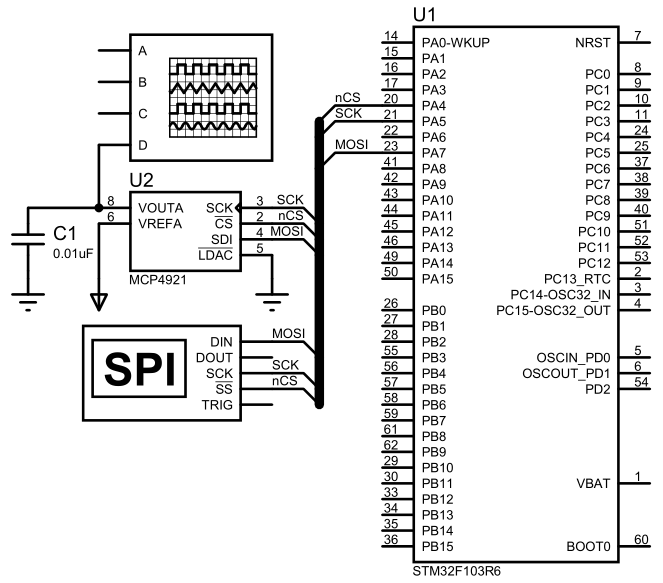 U1
14 PA0-WKUP NRST 7
15 PA1
16 PA2 PC0 8
17 PA3 PC1 9
nCS 20 PA4 PC2 10
SCK 21 PA5 PC3 11
22 PA6 PC4 24
MOSI 23 PA7 PC5 25
41 PA8 PC6 37
42 PA9 PC7 38
43 PA10 PC8 39
44 PA11 PC9 40
45 PA12 PC10 51
46 PA13 PC11 52
49 PA14 PC12 53
50 PA15 PC13_RTC 2
PC14-OSC32_IN 3
26 PB0 PC15-OSC32_OUT 4
27 PB1
28 PB2
55 PB3 OSCIN_PD0 5
56 PB4 OSCOUT_PD1 6
57 PB5 PD2 54
58 PB6
59 PB7
61 PB8
62 PB9
29 PB10
30 PB11 VBAT 1
33 PB12
34 PB13
35 PB14
36 PB15 BOOT0 60
STM32F103R6
A
B
C
D
U2
8 VOUTA SCK 3 SCK
6 VREFA CS 2 nCS
SDI 4 MOSI
LDAC 5
MCP4921
C1
0.01uF
SPI
DIN MOSI
DOUT
SCK SCK
SS nCS
TRIG